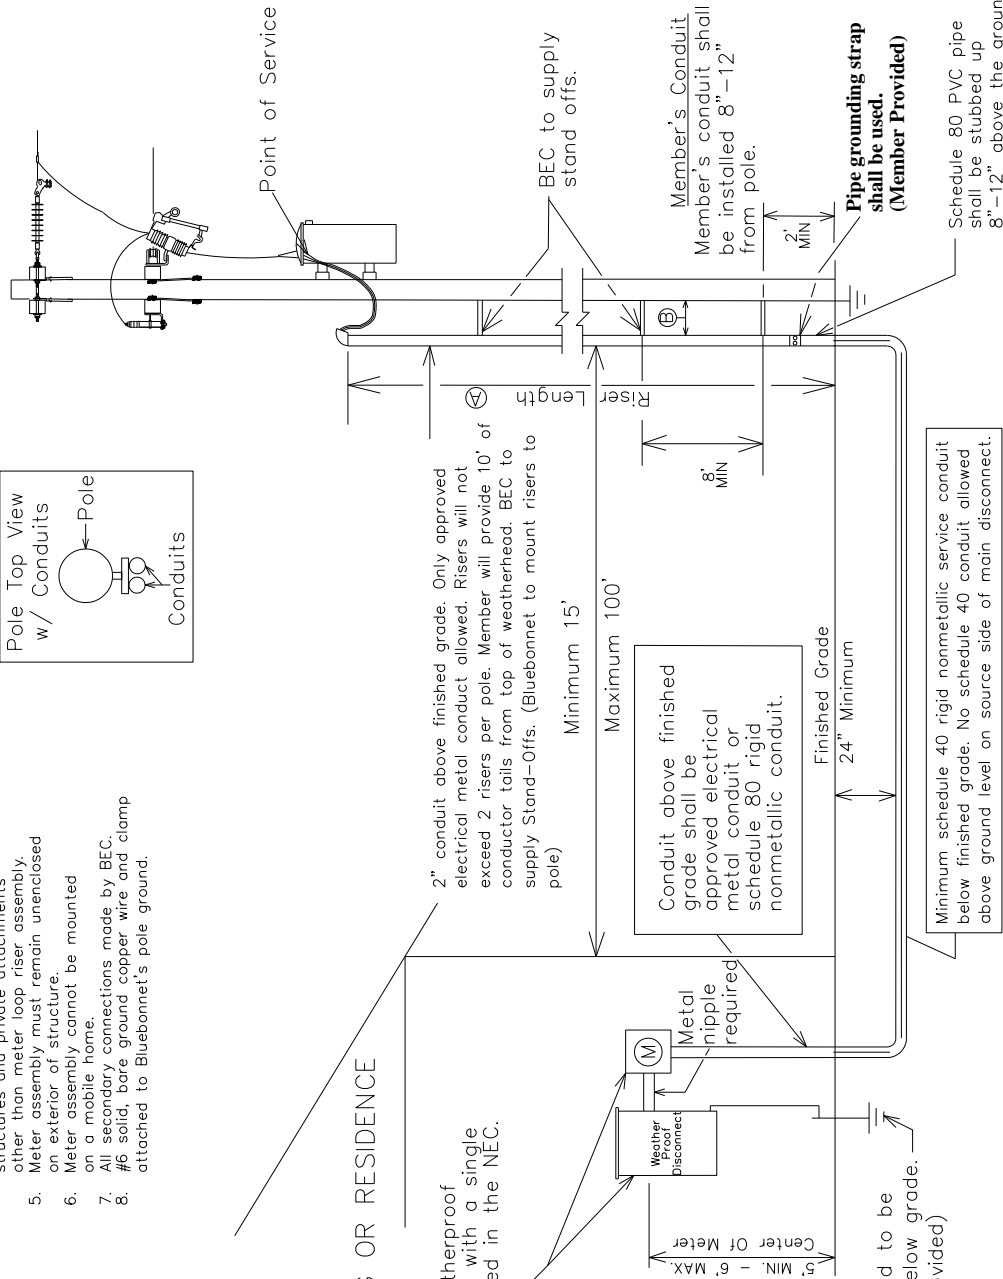 structures and private attachments
other than meter loop riser assembly.
5. Meter assembly must remain unenclosed
on exterior of structure.
6. Meter assembly cannot be mounted
on a mobile home.
7. All secondary connections made by BEC.
8. #6 solid, bare ground copper wire and clamp
attached to Bluebonnet's pole ground.
Pole Top View
w/ Conduits
Pole
Conduits
Point of Service
BEC to supply
stand offs.
Member's Conduit
Member's conduit shall
be installed 8"-12"
from pole.
2'
MIN
Pipe grounding strap
shall be used.
(Member Provided)
Schedule 80 PVC pipe
shall be stubbed up
8"-12" above the
B
A
Riser Length
8'
MIN
2" conduit above finished grade. Only approved
electrical metal conduct allowed. Risers will not
exceed 2 risers per pole. Member will provide 10' of
conductor tails from top of weatherhead. BEC to
supply Stand-Offs. (Bluebonnet to mount risers to
pole)
Minimum 15'
Maximum 100'
Conduit above finished
grade shall be
approved electrical
metal conduit or
schedule 80 rigid
nonmetallic conduit.
Finished Grade
24" Minimum
Minimum schedule 40 rigid nonmetallic service conduit
below finished grade. No schedule 40 conduit allowed
above ground level on source side of main disconnect.
OR RESIDENCE
with a single
in the NEC.
M
Metal
nipple
required
Weather
Proof
Disconnect
5' MIN. - 6' MAX.
Center Of Meter
to be
grade.